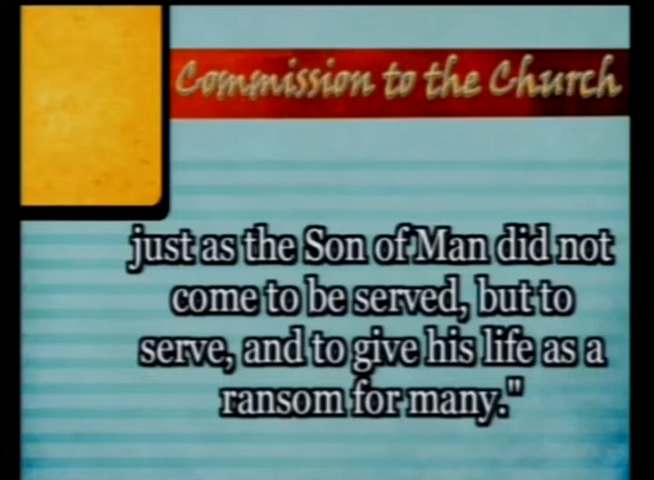 Commission to the Church
just as the Son of Man did not
come to be served, but to
serve, and to give his life as a
ransom for many."